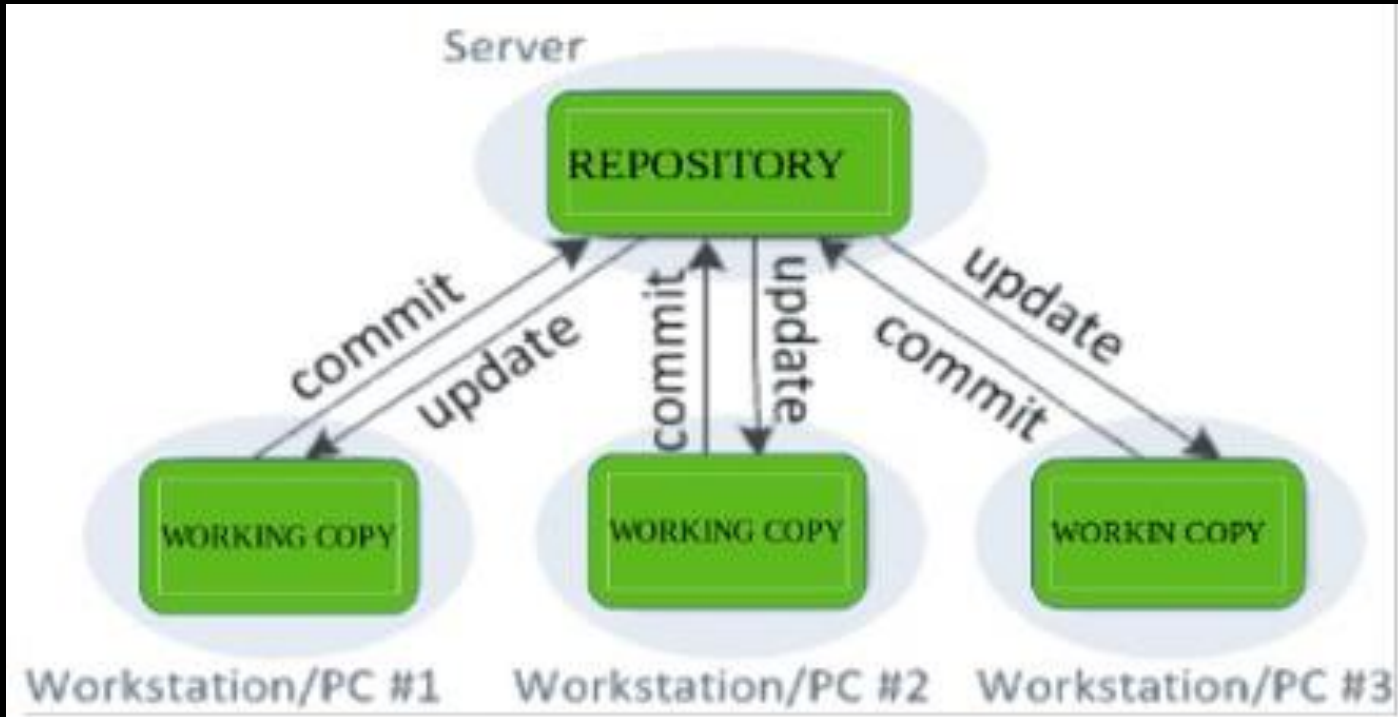 Server
REPOSITORY
commit
update
commit
update
commit
update
WORKING COPY
WORKING COPY
WORKIN COPY
Workstation/PC #1
Workstation/PC #2
Workstation/PC #3